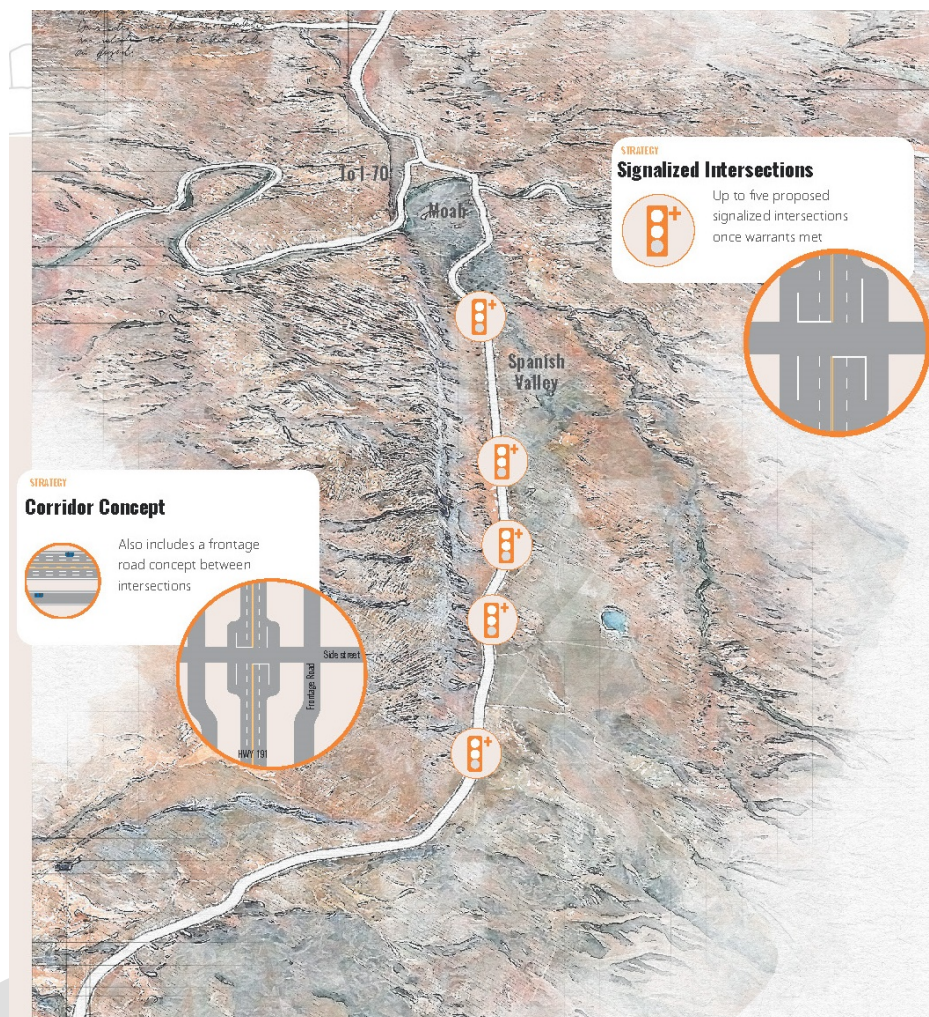 To I-70
Moab
STRATEGY
Signalized Intersections
Up to five proposed
signalized intersections
once warrants met
Spanish
Valley
STRATEGY
Corridor Concept
Also includes a frontage
road concept between
intersections
Side street
Frontage Road
HWY 191